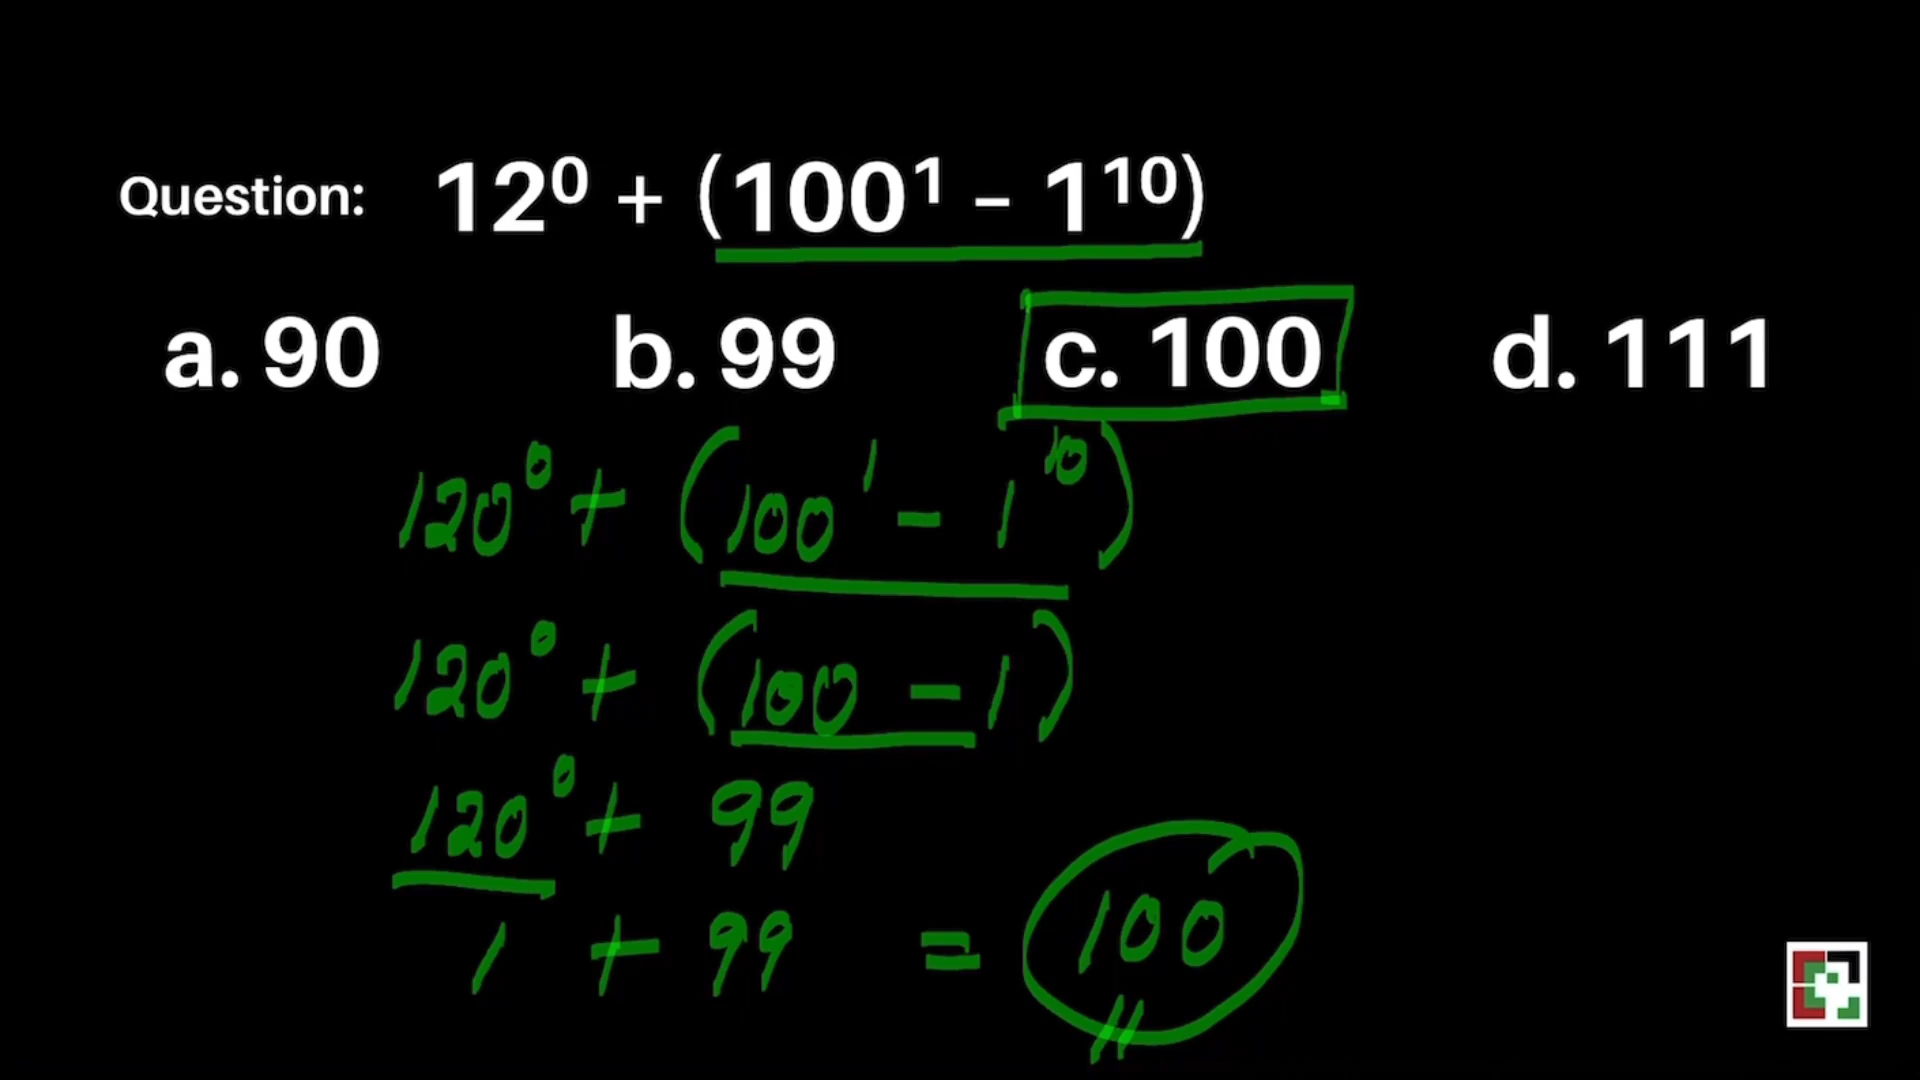 Question: 12⁰ + (100¹ - 1¹⁰)
a. 90 b. 99 c. 100 d. 111
120⁰ + (100¹ - 1¹⁰)
120⁰ + (100 - 1)
120⁰ + 99
1 + 99 = 100